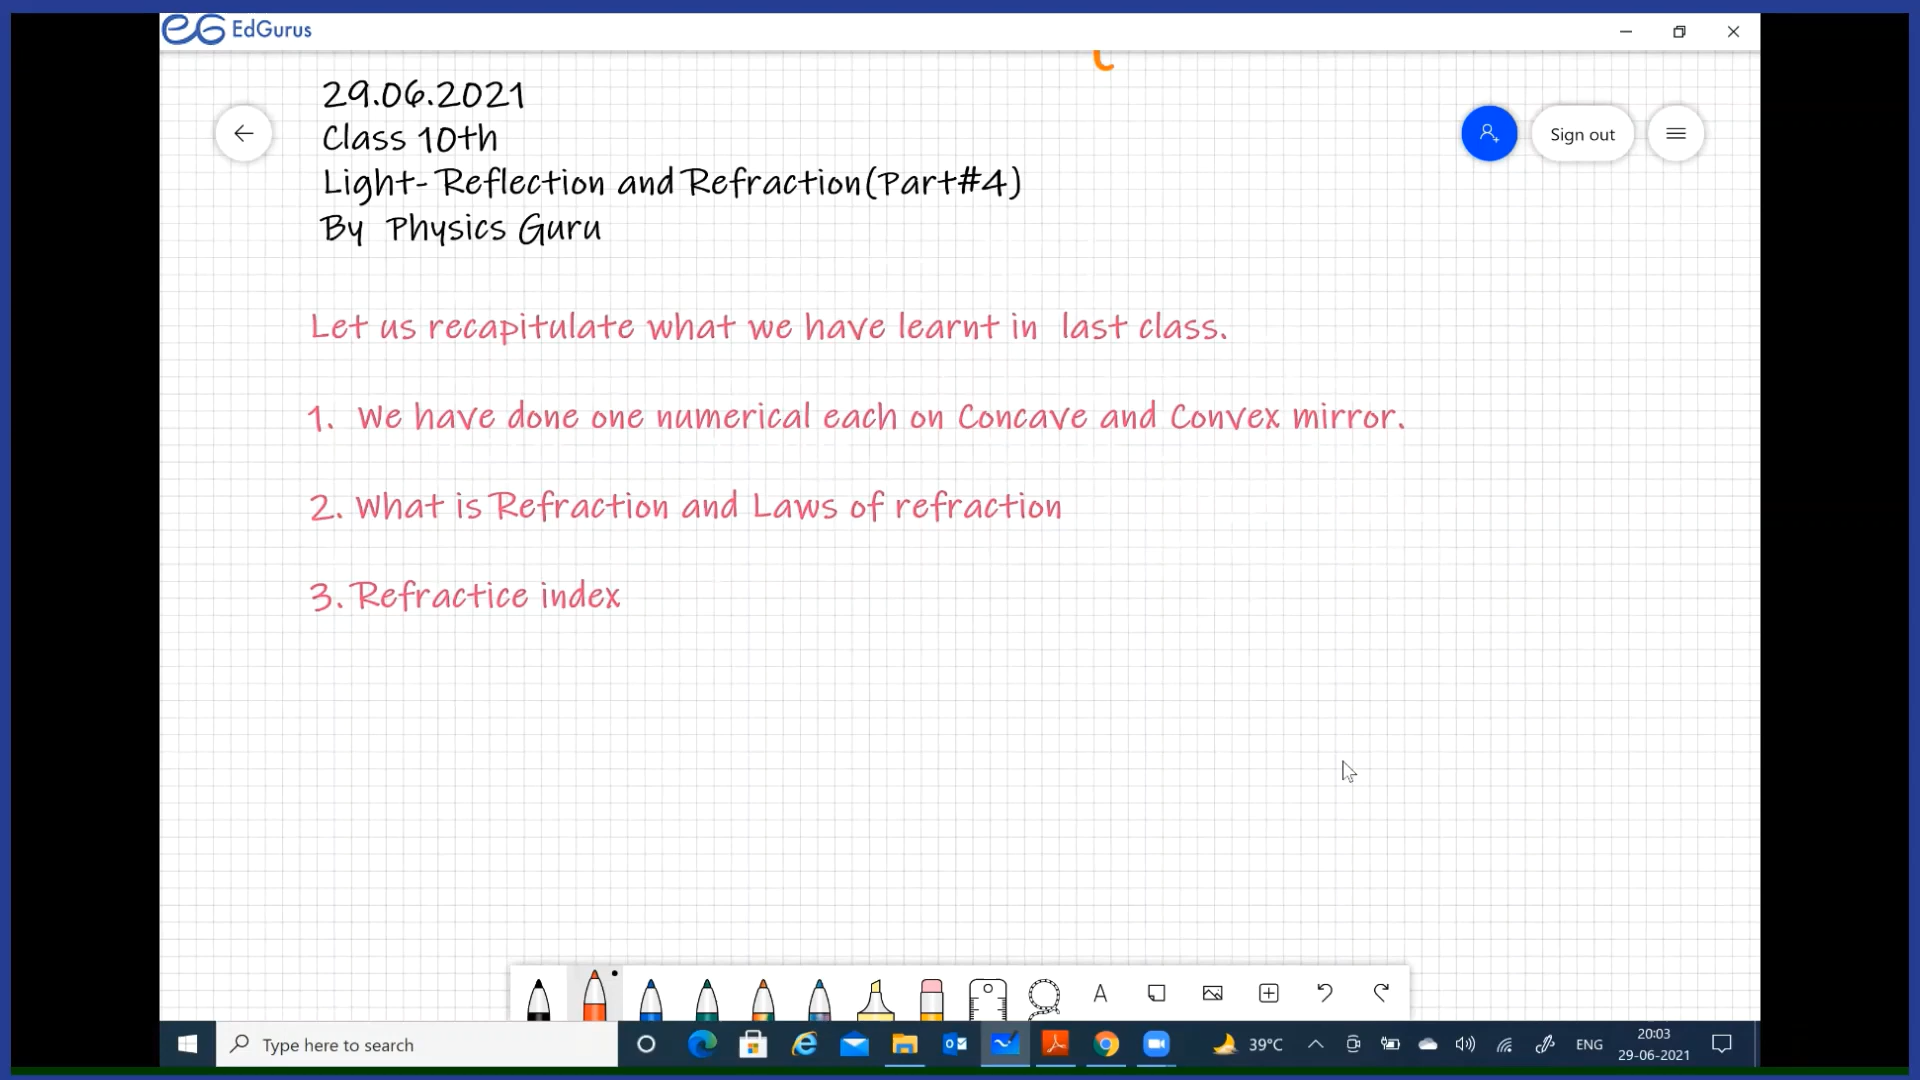 EdGurus
29.06.2021
Class 10th
Sign out
Light-Reflection and Refraction(Part#4)
By Physics Guru
Let us recapitulate what we have learnt in last class.
1. We have done one numerical each on Concave and Convex mirror.
2. What is Refraction and Laws of refraction
3. Refractice index
A
Type here to search
39°C
ENG
20:03
29-06-2021